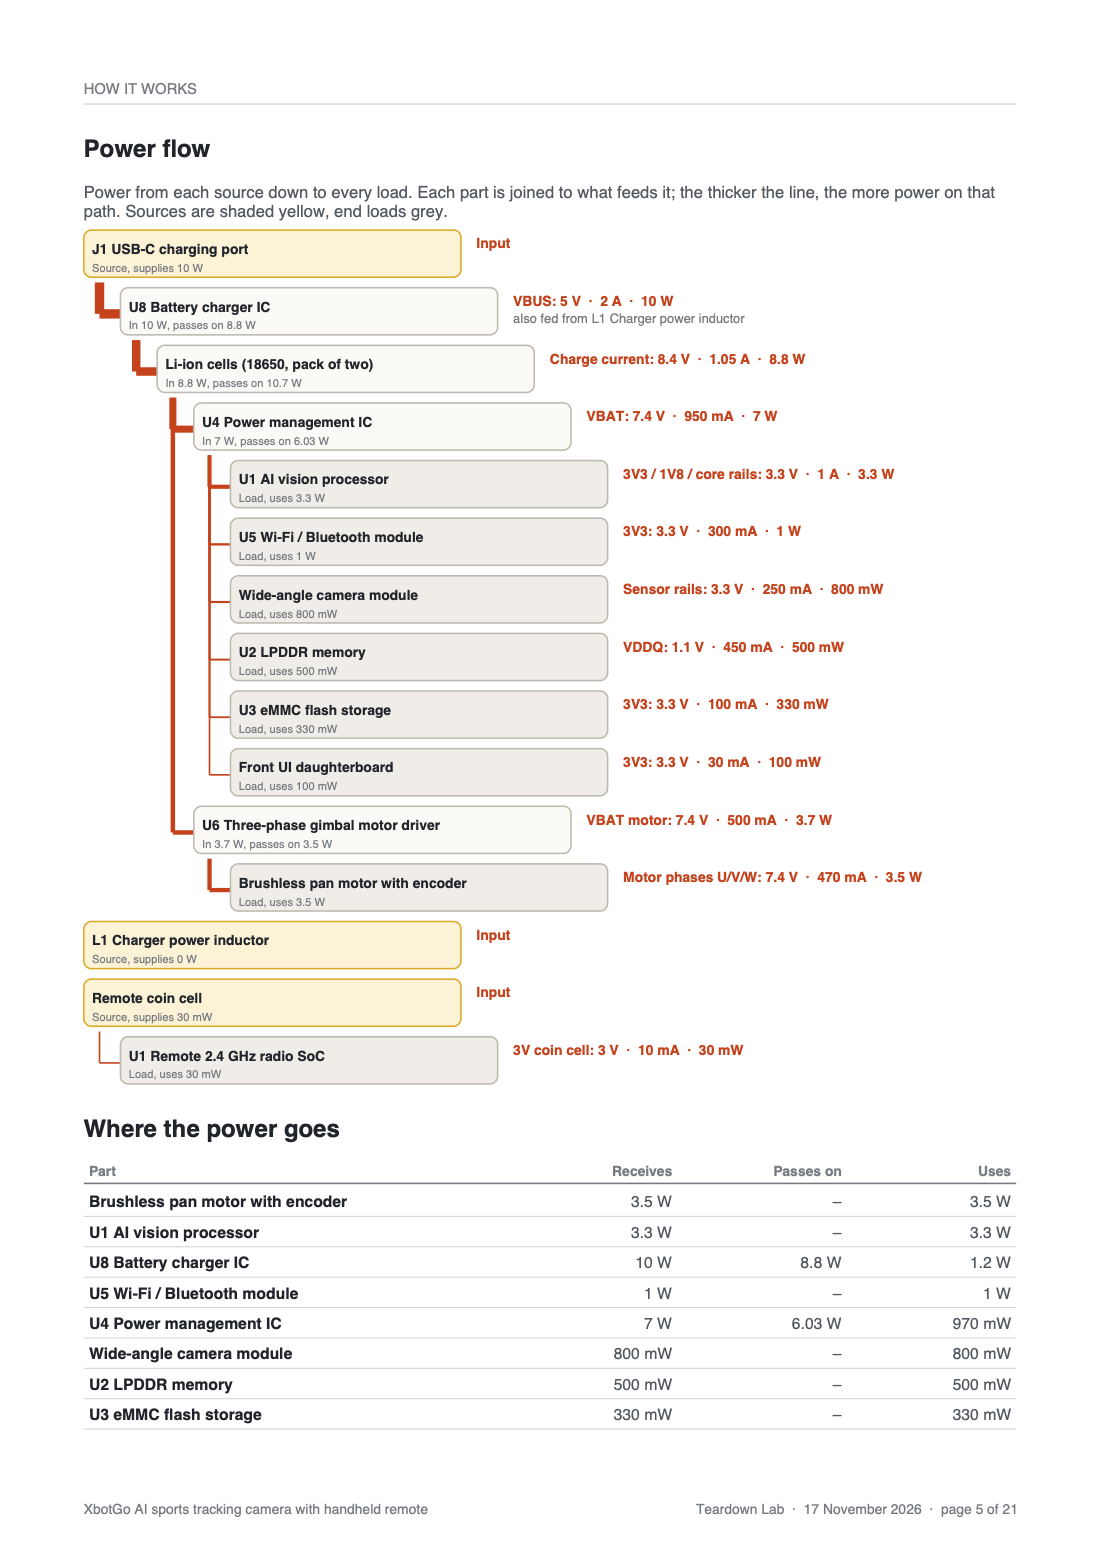 HOW IT WORKS
Power flow
Power from each source down to every load. Each part is joined to what feeds it; the thicker the line, the more power on that
path. Sources are shaded yellow, end loads grey.
J1 USB-C charging port
Source, supplies 10 W
Input
U8 Battery charger IC
In 10 W, passes on 8.8 W
VBUS: 5 V · 2 A · 10 W
also fed from L1 Charger power inductor
Li-ion cells (18650, pack of two)
In 8.8 W, passes on 10.7 W
Charge current: 8.4 V · 1.05 A · 8.8 W
U4 Power management IC
In 7 W, passes on 6.03 W
VBAT: 7.4 V · 950 mA · 7 W
U1 AI vision processor
Load, uses 3.3 W
3V3 / 1V8 / core rails: 3.3 V · 1 A · 3.3 W
U5 Wi-Fi / Bluetooth module
Load, uses 1 W
3V3: 3.3 V · 300 mA · 1 W
Wide-angle camera module
Load, uses 800 mW
Sensor rails: 3.3 V · 250 mA · 800 mW
U2 LPDDR memory
Load, uses 500 mW
VDDQ: 1.1 V · 450 mA · 500 mW
U3 eMMC flash storage
Load, uses 330 mW
3V3: 3.3 V · 100 mA · 330 mW
Front UI daughterboard
Load, uses 100 mW
3V3: 3.3 V · 30 mA · 100 mW
U6 Three-phase gimbal motor driver
In 3.7 W, passes on 3.5 W
VBAT motor: 7.4 V · 500 mA · 3.7 W
Brushless pan motor with encoder
Load, uses 3.5 W
Motor phases U/V/W: 7.4 V · 470 mA · 3.5 W
L1 Charger power inductor
Source, supplies 0 W
Input
Remote coin cell
Source, supplies 30 mW
Input
U1 Remote 2.4 GHz radio SoC
Load, uses 30 mW
3V coin cell: 3 V · 10 mA · 30 mW
Where the power goes
Part Receives Passes on Uses
Brushless pan motor with encoder 3.5 W – 3.5 W
U1 AI vision processor 3.3 W – 3.3 W
U8 Battery charger IC 10 W 8.8 W 1.2 W
U5 Wi-Fi / Bluetooth module 1 W – 1 W
U4 Power management IC 7 W 6.03 W 970 mW
Wide-angle camera module 800 mW – 800 mW
U2 LPDDR memory 500 mW – 500 mW
U3 eMMC flash storage 330 mW – 330 mW
XbotGo AI sports tracking camera with handheld remote
Teardown Lab · 17 November 2026 · page 5 of 21